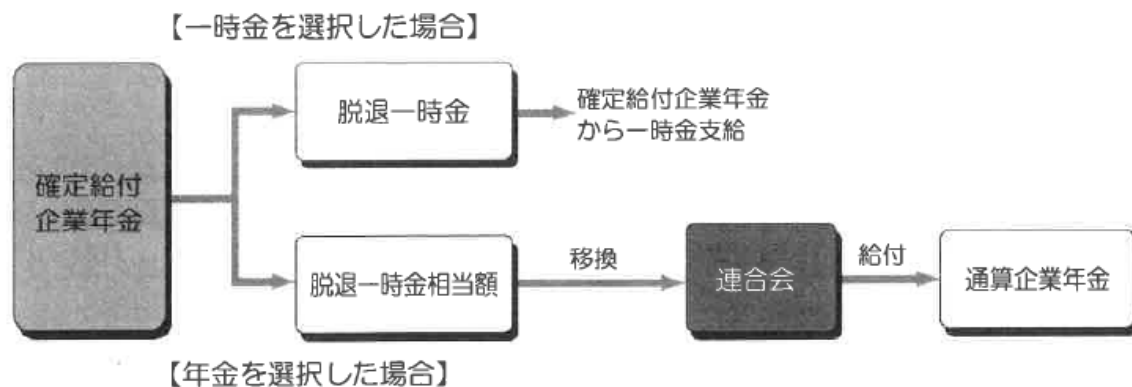 【一時金を選択した場合】
確定給付
企業年金
脱退一時金
確定給付企業年金
から一時金支給
脱退一時金相当額
移換
連合会
給付
通算企業年金
【年金を選択した場合】